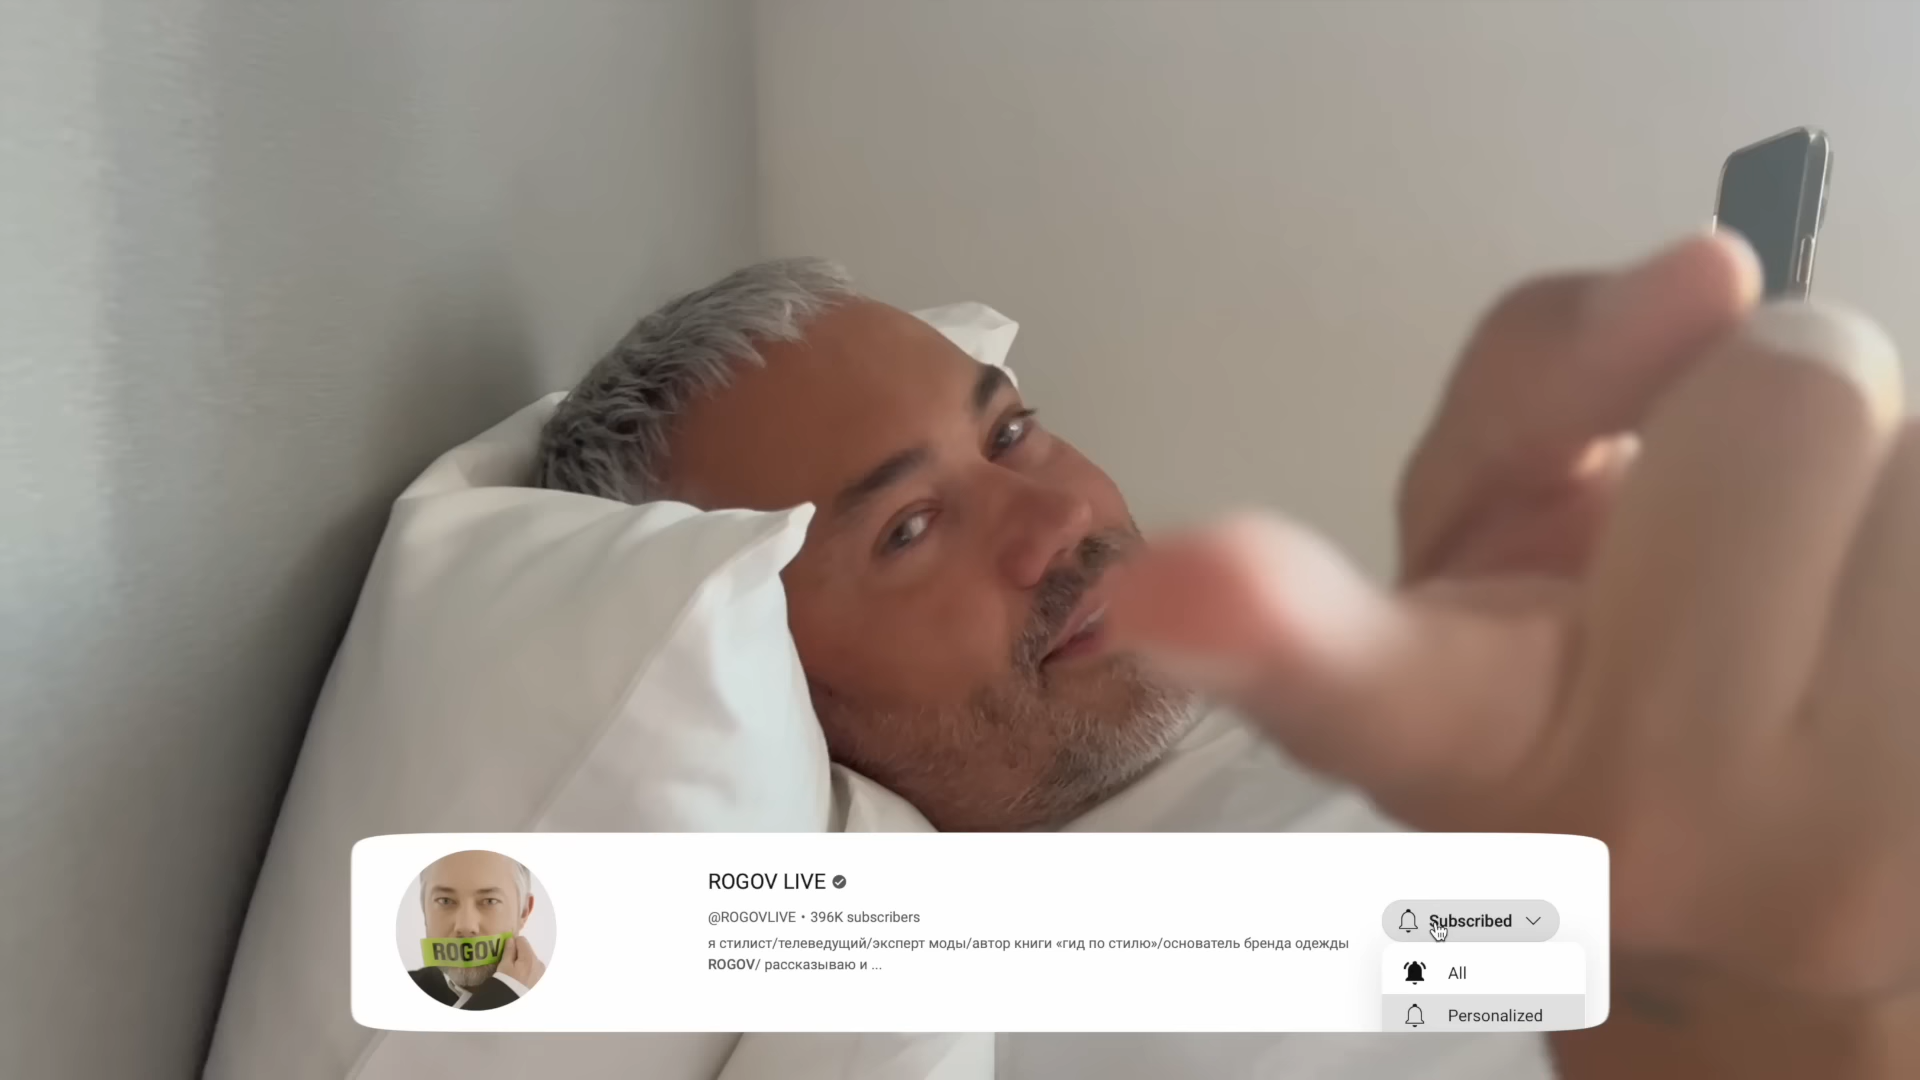 ROGOV LIVE
@ROGOVLIVE • 396K subscribers
я стилист/телеведущий/эксперт моды/автор книги «гид по стилю»/основатель бренда одежды
ROGOV/ рассказываю и ...
ROGOV
Subscribed
All
Personalized